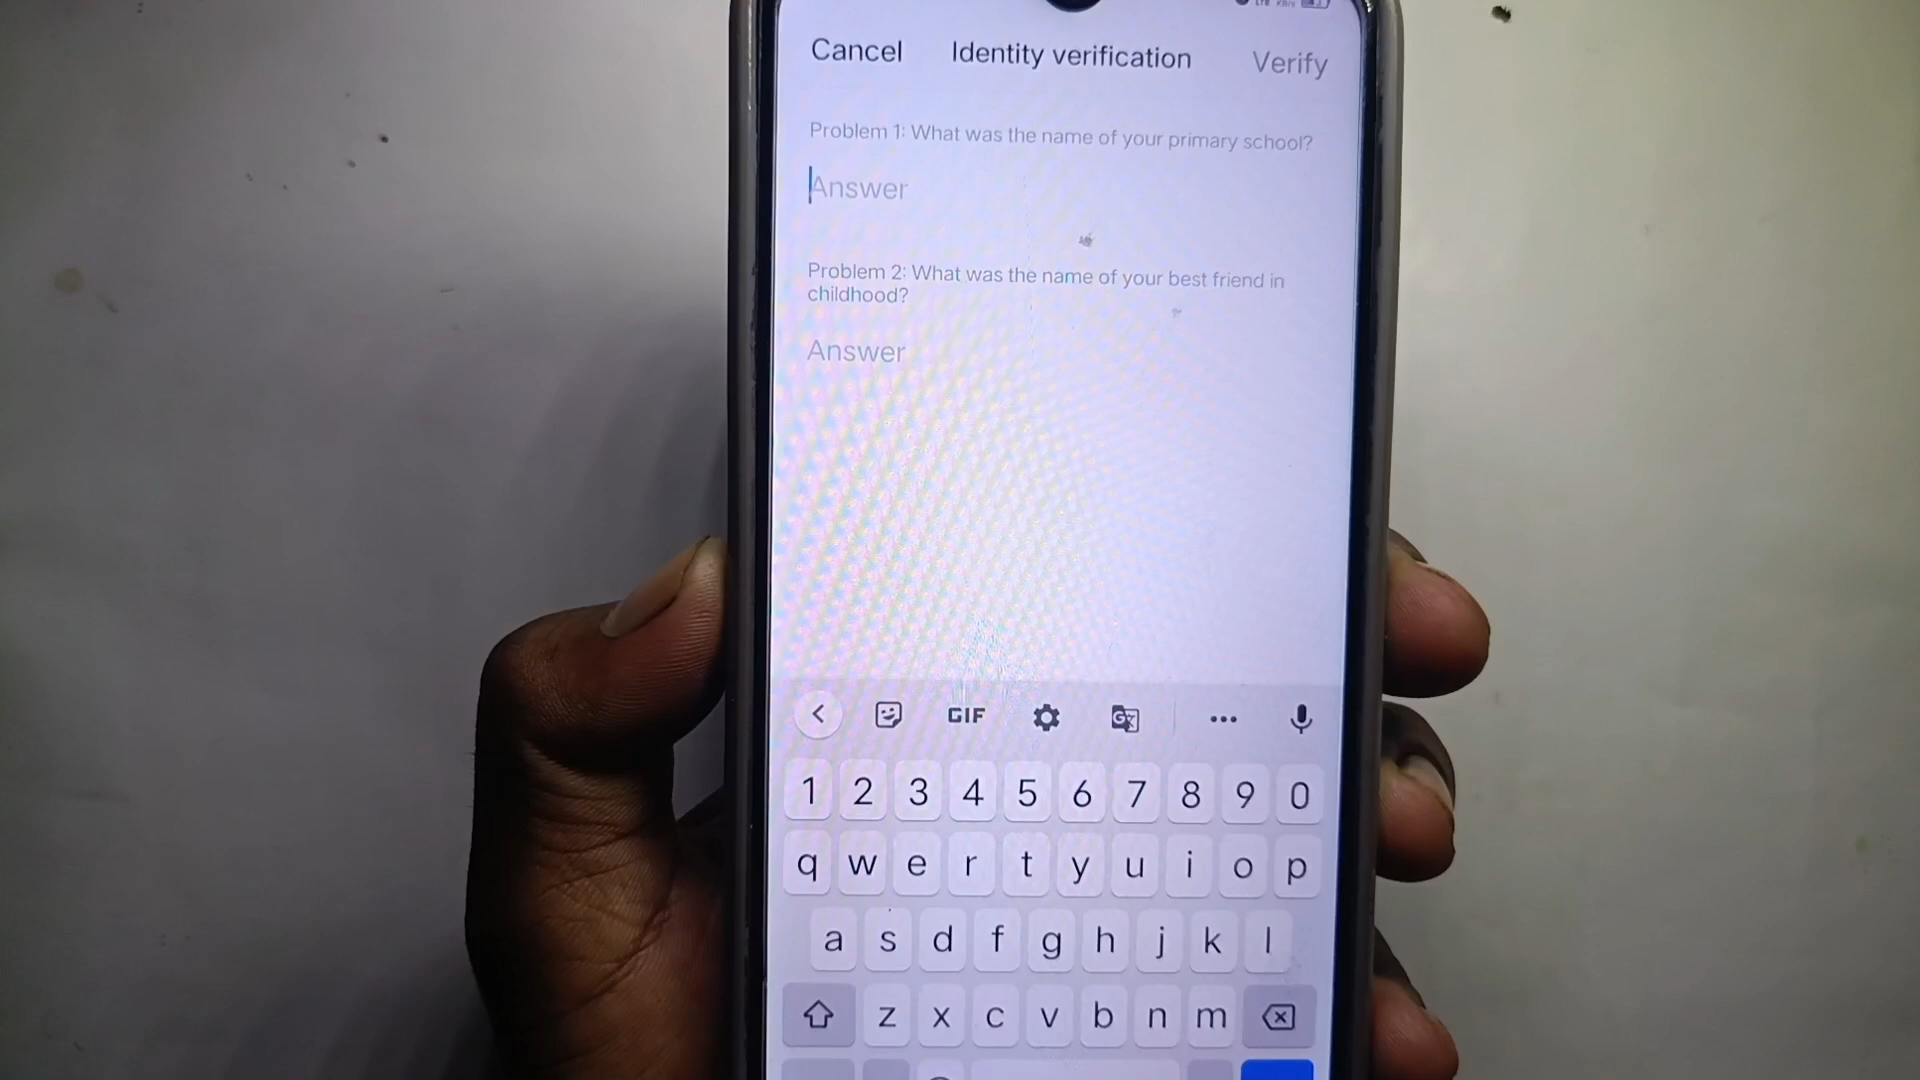 Cancel Identity verification Verify
Problem 1: What was the name of your primary school?
Answer
Problem 2: What was the name of your best friend in
childhood?
Answer
GIF
1 2 3 4 5 6 7 8 9 0
q w e r t y u i o p
a s d f g h j k l
z x c v b n m